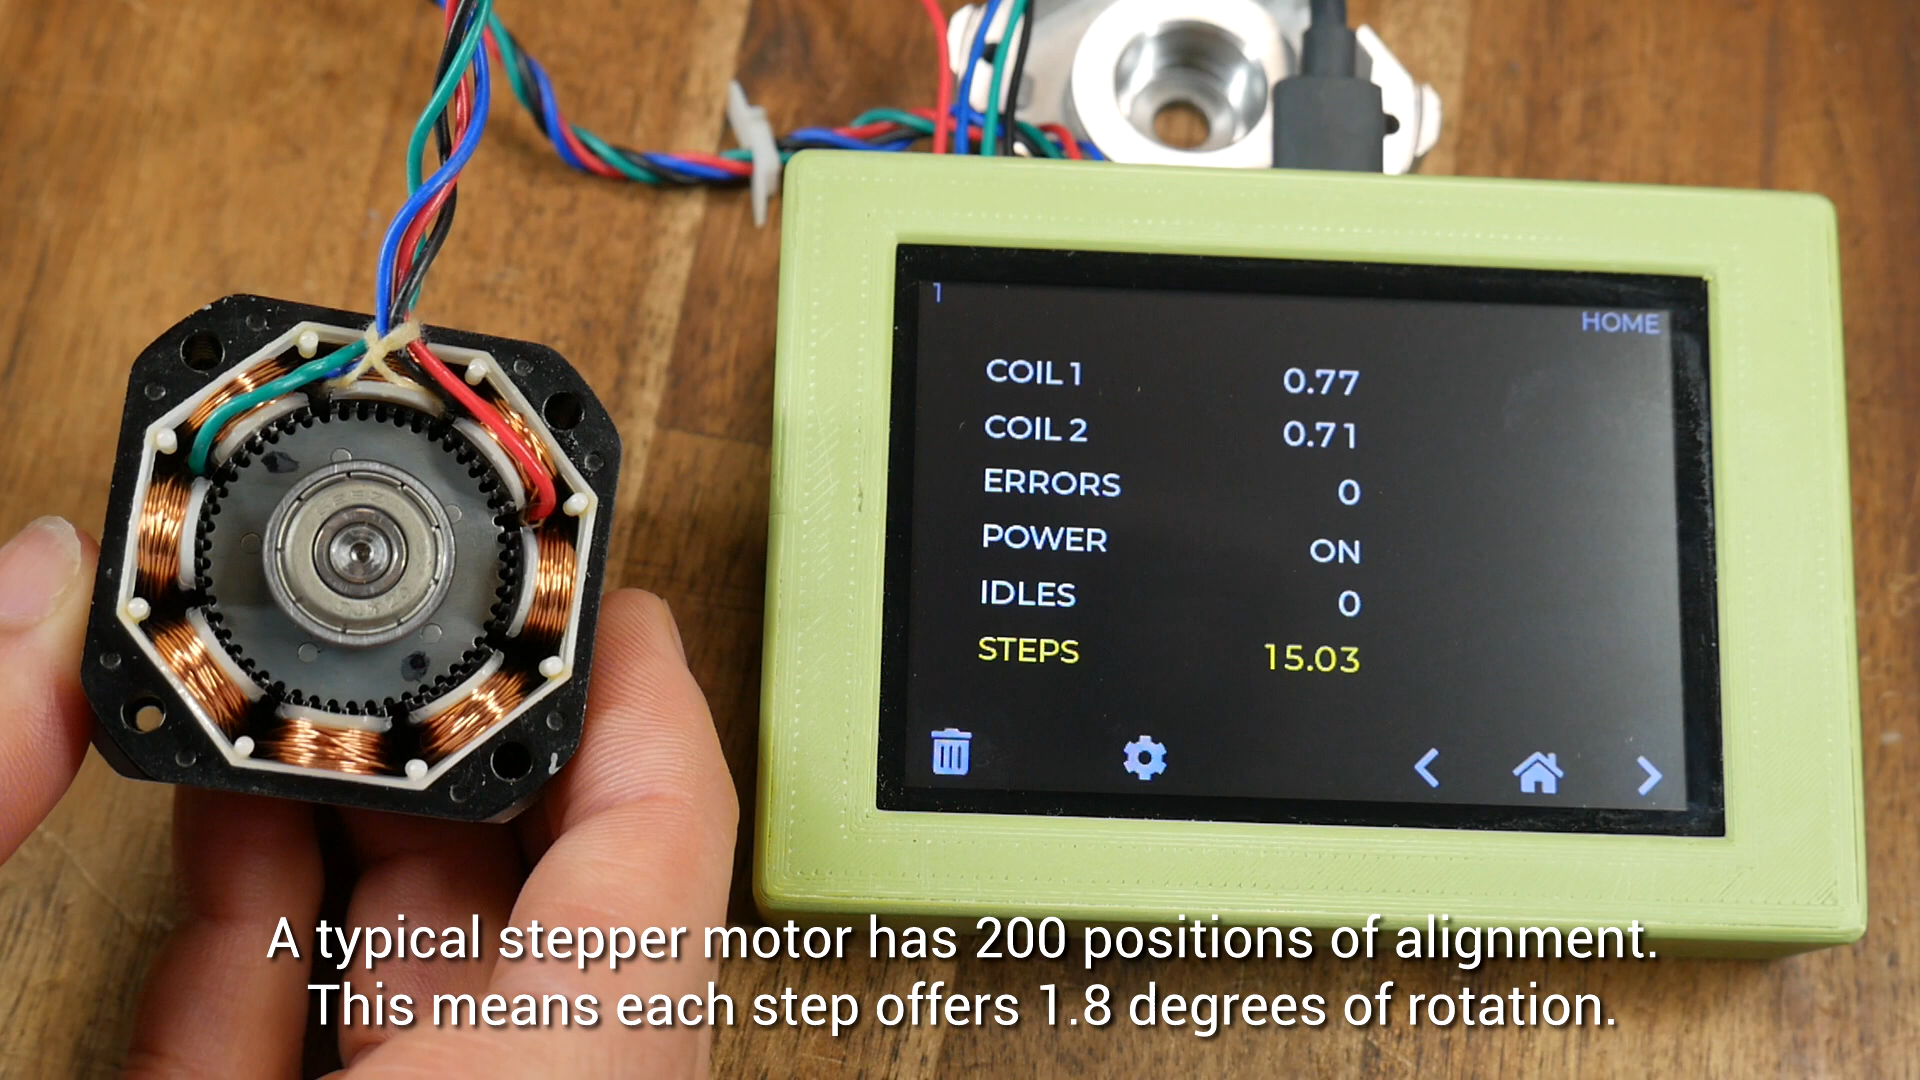 1
HOME
COIL 1 0.77
COIL 2 0.71
ERRORS 0
POWER ON
IDLES 0
STEPS 15.03
A typical stepper motor has 200 positions of alignment.
This means each step offers 1.8 degrees of rotation.